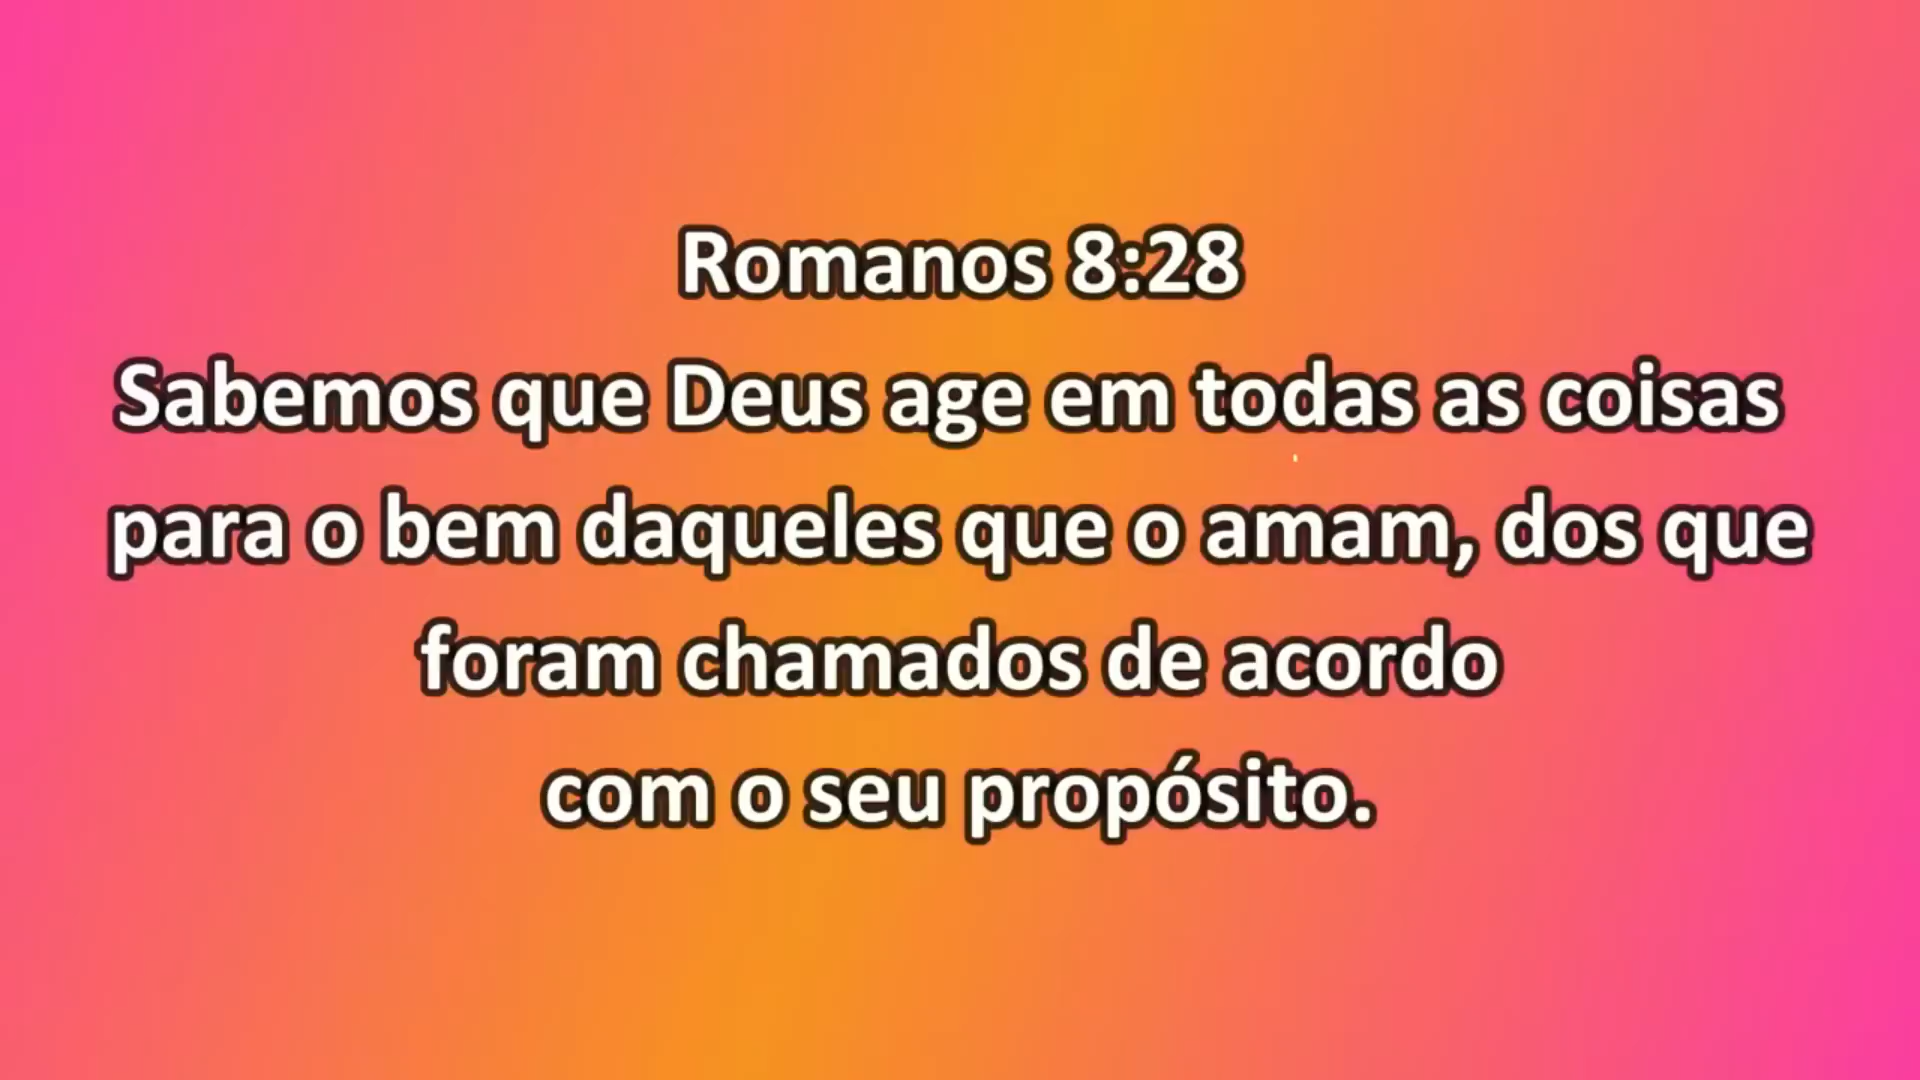 Romanos 8:28
Sabemos que Deus age em todas as coisas
para o bem daqueles que o amam, dos que
foram chamados de acordo
com o seu propósito.